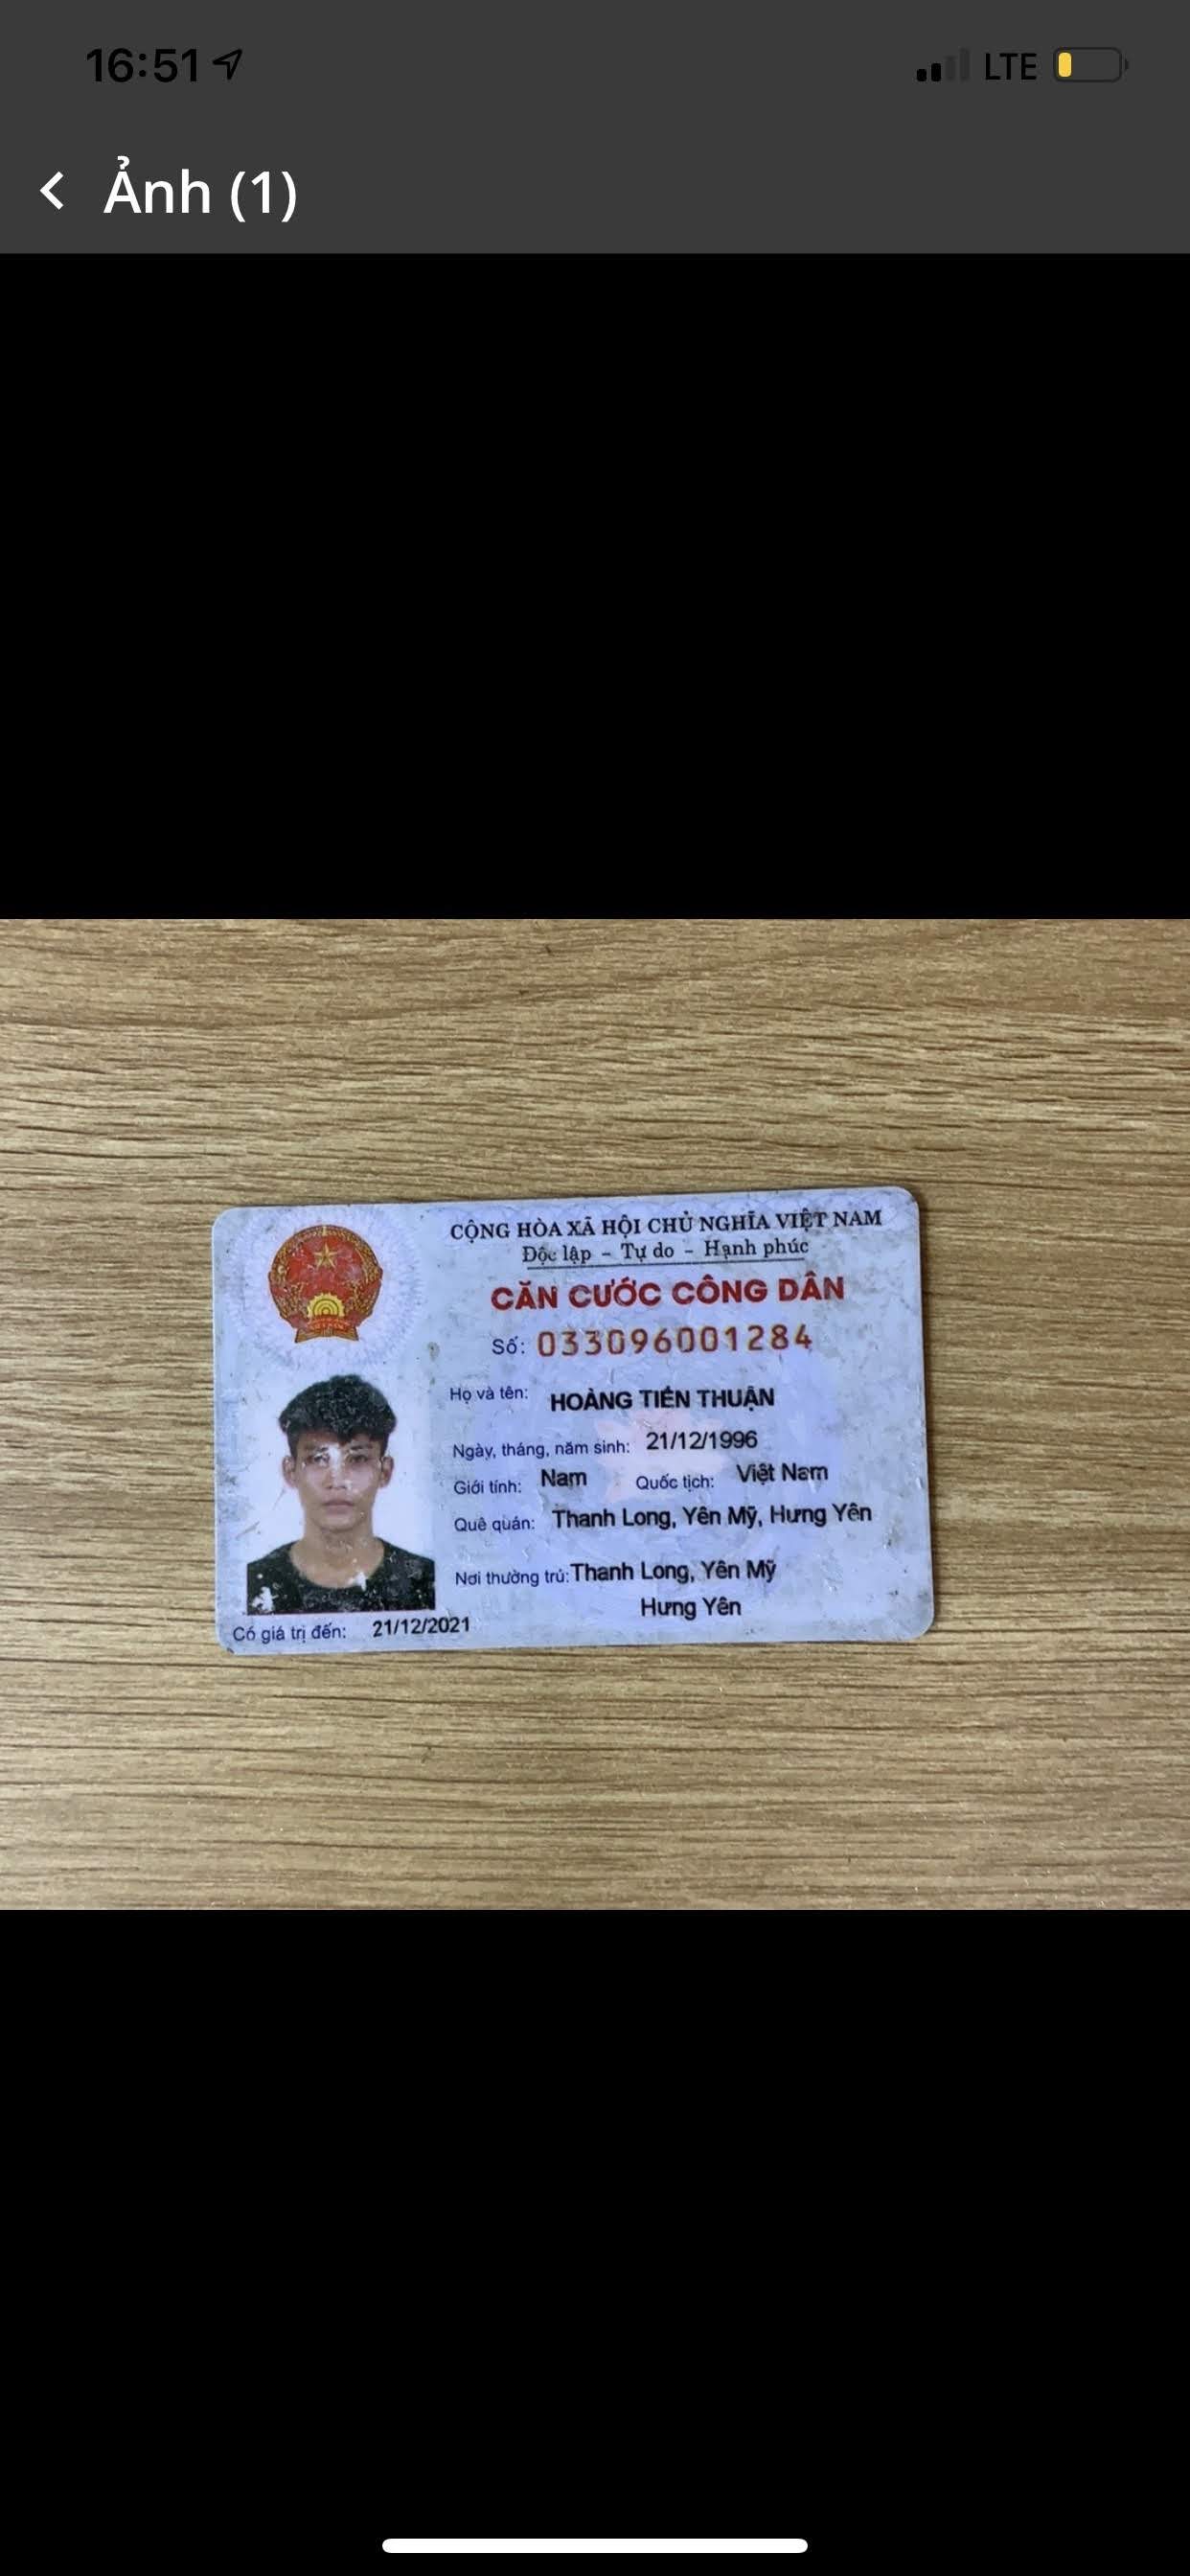 16:51
LTE
Ảnh (1)
CỘNG HÒA XÃ HỘI CHỦ NGHĨA VIỆT NAM
Độc lập - Tự do - Hạnh phúc
CĂN CƯỚC CÔNG DÂN
Số: 033096001284
Họ và tên: HOÀNG TIẾN THUẬN
Ngày, tháng, năm sinh: 21/12/1996
Giới tính: Nam Quốc tịch: Việt Nam
Quê quán: Thanh Long, Yên Mỹ, Hưng Yên
Nơi thường trú: Thanh Long, Yên Mỹ
Hưng Yên
Có giá trị đến: 21/12/2021